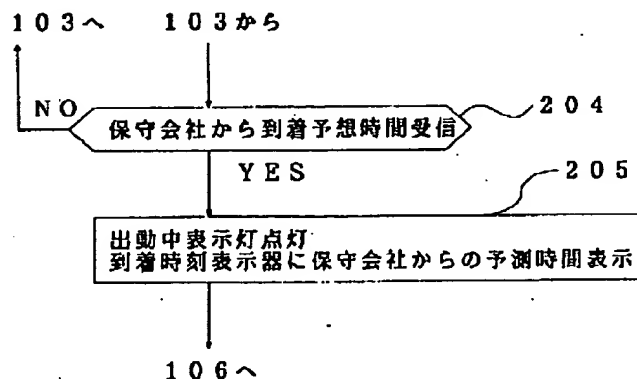 103へ 103から
NO
204
保守会社から到着予想時間受信
YES
205
出動中表示灯点灯
到着時刻表示器に保守会社からの予測時間表示
106へ